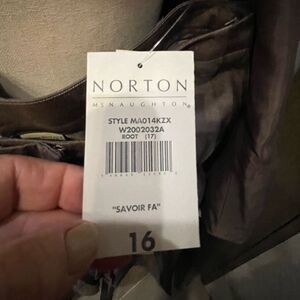 NORTON
MCNAUGHTON®
STYLE MA014KZX
W2002032A
ROOT (17)
"SAVOIR FA"
16